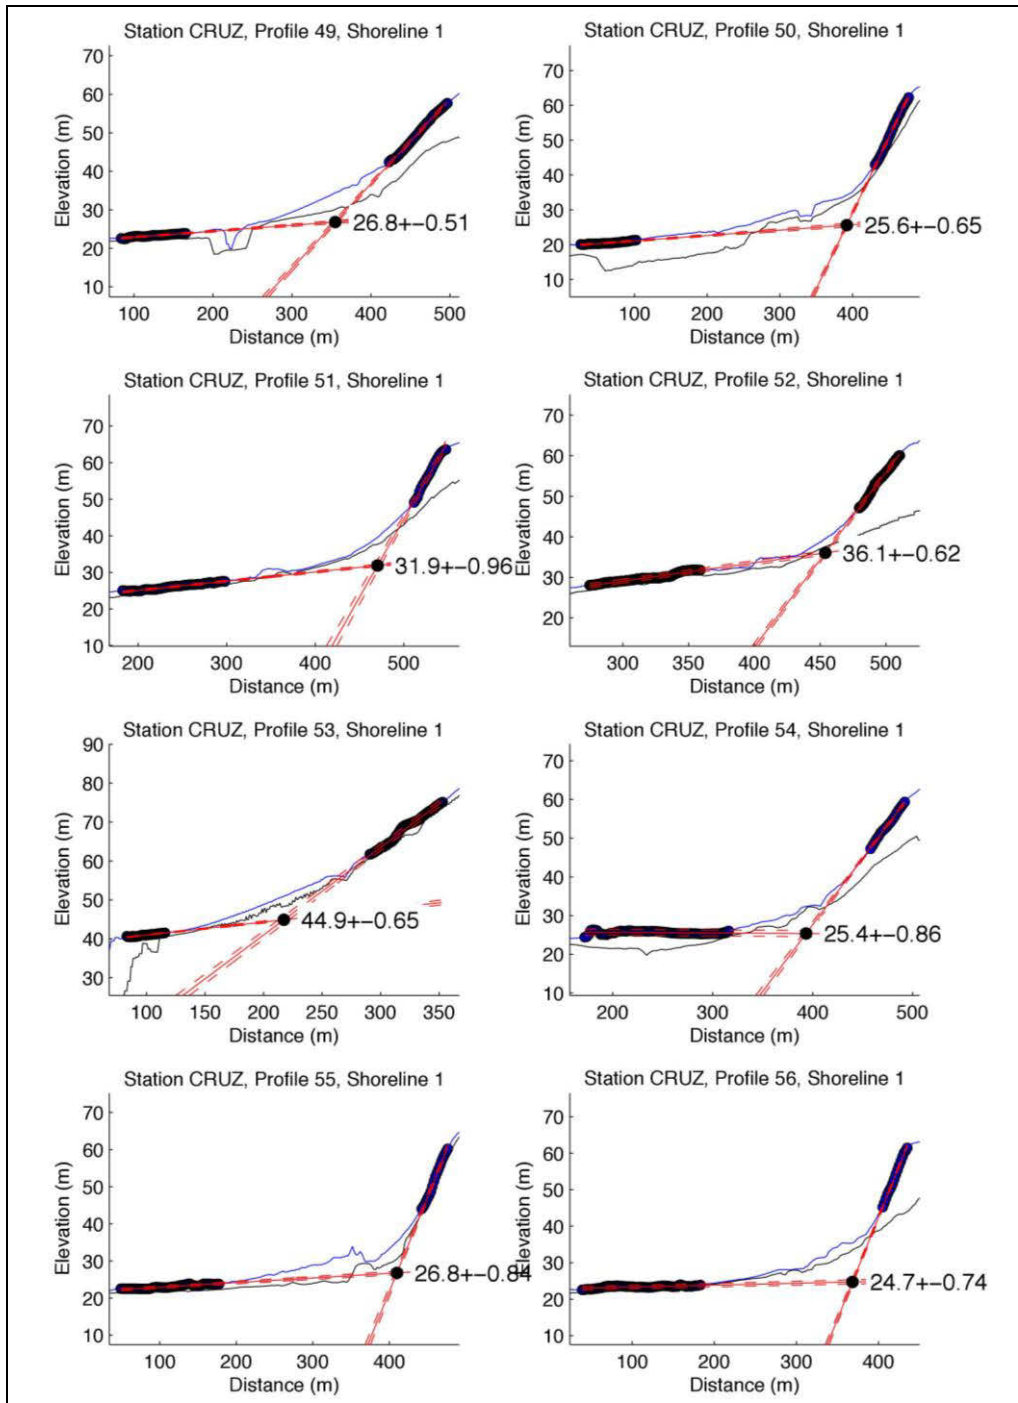 Station CRUZ, Profile 49, Shoreline 1
70
60
50
40
30
20
10
Elevation (m)
26.8+-0.51
100 200 300 400 500
Distance (m)
Station CRUZ, Profile 50, Shoreline 1
70
60
50
40
30
20
10
Elevation (m)
25.6+-0.65
200 400
Distance (m)
Station CRUZ, Profile 51, Shoreline 1
70
60
50
40
30
20
10
Elevation (m)
31.9+-0.96
200 300 400 500
Distance (m)
Station CRUZ, Profile 52, Shoreline 1
70
60
50
40
30
20
Elevation (m)
36.1+-0.62
300 350 400 450 500
Distance (m)
Station CRUZ, Profile 53, Shoreline 1
90
80
70
60
50
40
30
Elevation (m)
44.9+-0.65
100 150 200 250 300 350
Distance (m)
Station CRUZ, Profile 54, Shoreline 1
70
60
50
40
30
20
10
Elevation (m)
25.4+-0.86
200 300 400 500
Distance (m)
Station CRUZ, Profile 55, Shoreline 1
70
60
50
40
30
20
10
Elevation (m)
26.8+-0.84
100 200 300 400
Distance (m)
Station CRUZ, Profile 56, Shoreline 1
70
60
50
40
30
20
10
Elevation (m)
24.7+-0.74
100 200 300 400
Distance (m)